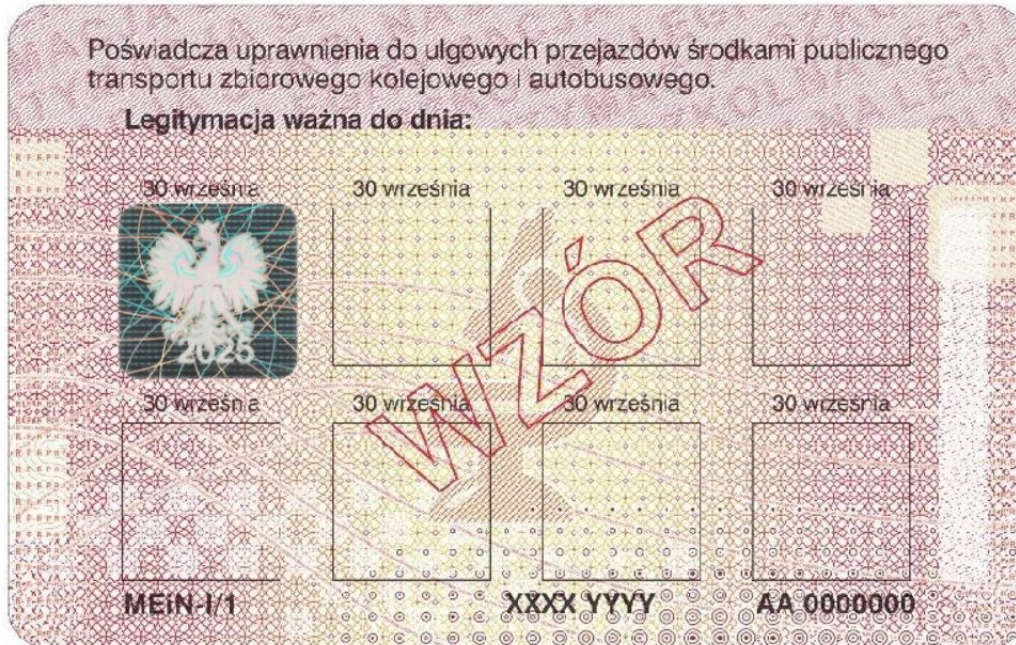 Poświadcza uprawnienia do ulgowych przejazdów środkami publicznego
transportu zbiorowego kolejowego i autobusowego.
Legitymacja ważna do dnia:
30 września 30 września 30 września 30 września
2025
WZÓR
30 września 30 września 30 września 30 września
MEiN-I/1 XXXX YYYY AA 0000000